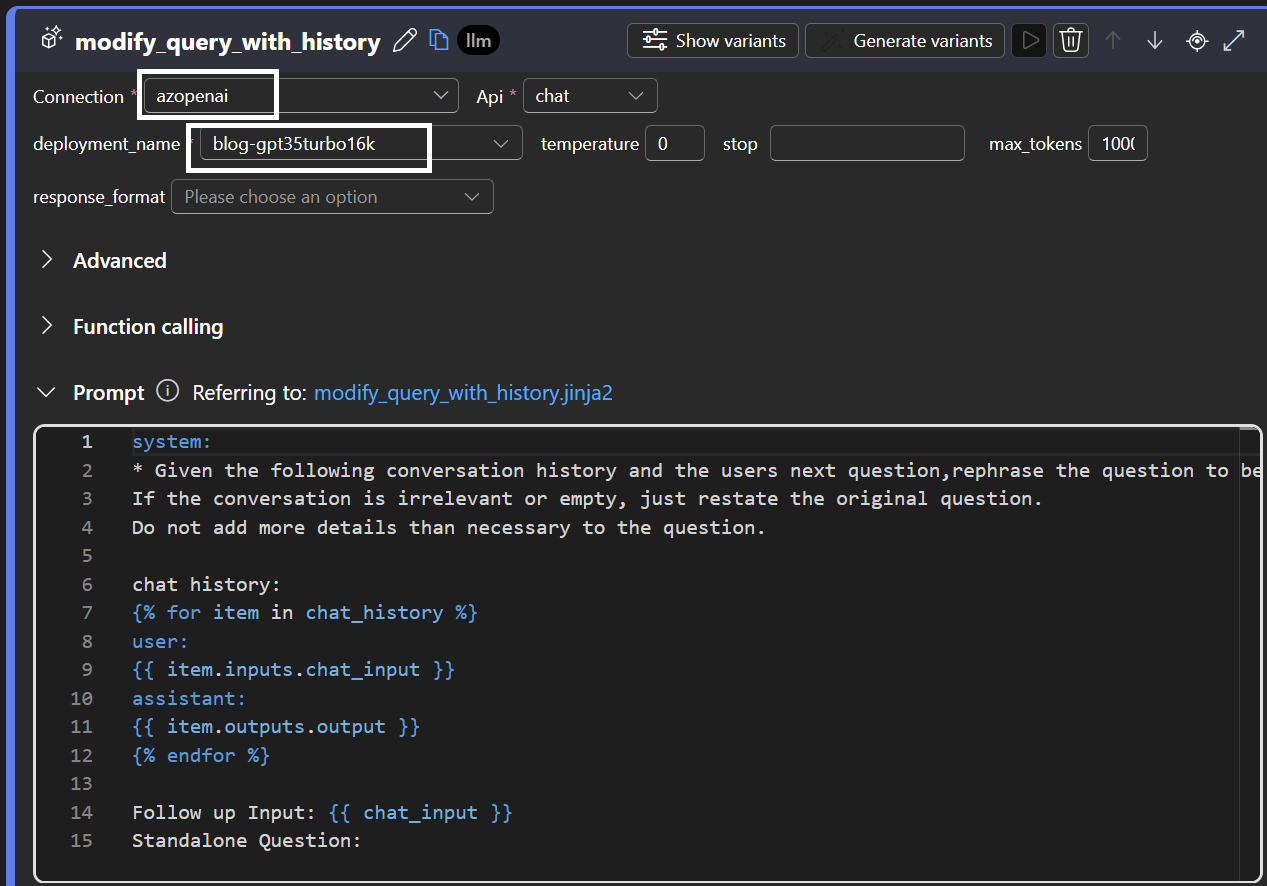 modify_query_with_history llm Show variants Generate variants
Connection * azopenai Api * chat
deployment_name * blog-gpt35turbo16k temperature 0 stop max_tokens
response_format Please choose an option
Advanced
Function calling
Prompt Referring to: modify_query_with_history.jinja2
1 system:
2 * Given the following conversation history and the users next question,rephrase the question to be
3 If the conversation is irrelevant or empty, just restate the original question.
4 Do not add more details than necessary to the question.
5
6 chat history:
7 {% for item in chat_history %}
8 user:
9 {{ item.inputs.chat_input }}
10 assistant:
11 {{ item.outputs.output }}
12 {% endfor %}
13
14 Follow up Input: {{ chat_input }}
15 Standalone Question: